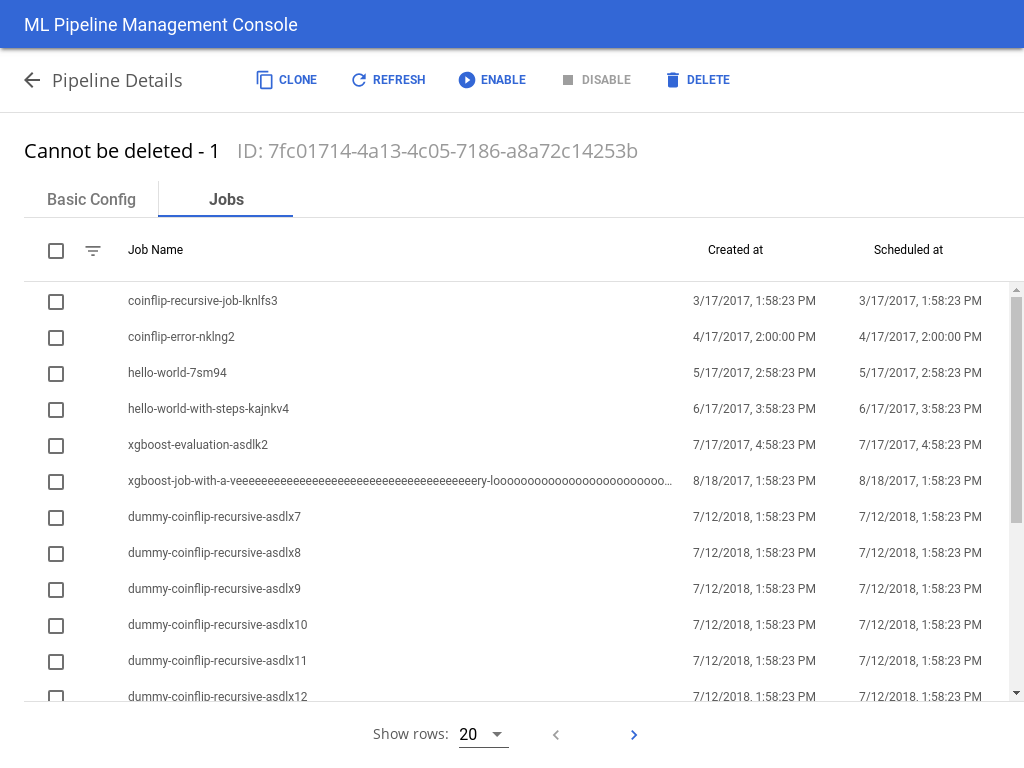 ML Pipeline Management Console
Pipeline Details CLONE REFRESH ENABLE DISABLE DELETE
Cannot be deleted - 1 ID: 7fc01714-4a13-4c05-7186-a8a72c14253b
Basic Config Jobs
Job Name Created at Scheduled at
coinflip-recursive-job-lknlfs3 3/17/2017, 1:58:23 PM 3/17/2017, 1:58:23 PM
coinflip-error-nklng2 4/17/2017, 2:00:00 PM 4/17/2017, 2:00:00 PM
hello-world-7sm94 5/17/2017, 2:58:23 PM 5/17/2017, 2:58:23 PM
hello-world-with-steps-kajnkv4 6/17/2017, 3:58:23 PM 6/17/2017, 3:58:23 PM
xgboost-evaluation-asdlk2 7/17/2017, 4:58:23 PM 7/17/2017, 4:58:23 PM
xgboost-job-with-a-veeeeeeeeeeeeeeeeeeeeeeeeeeeeeeeeeeeeeeeery-looooooooooooooooooooooooo… 8/18/2017, 1:58:23 PM 8/18/2017, 1:58:23 PM
dummy-coinflip-recursive-asdlx7 7/12/2018, 1:58:23 PM 7/12/2018, 1:58:23 PM
dummy-coinflip-recursive-asdlx8 7/12/2018, 1:58:23 PM 7/12/2018, 1:58:23 PM
dummy-coinflip-recursive-asdlx9 7/12/2018, 1:58:23 PM 7/12/2018, 1:58:23 PM
dummy-coinflip-recursive-asdlx10 7/12/2018, 1:58:23 PM 7/12/2018, 1:58:23 PM
dummy-coinflip-recursive-asdlx11 7/12/2018, 1:58:23 PM 7/12/2018, 1:58:23 PM
dummy-coinflip-recursive-asdlx12 7/12/2018, 1:58:23 PM 7/12/2018, 1:58:23 PM
Show rows: 20